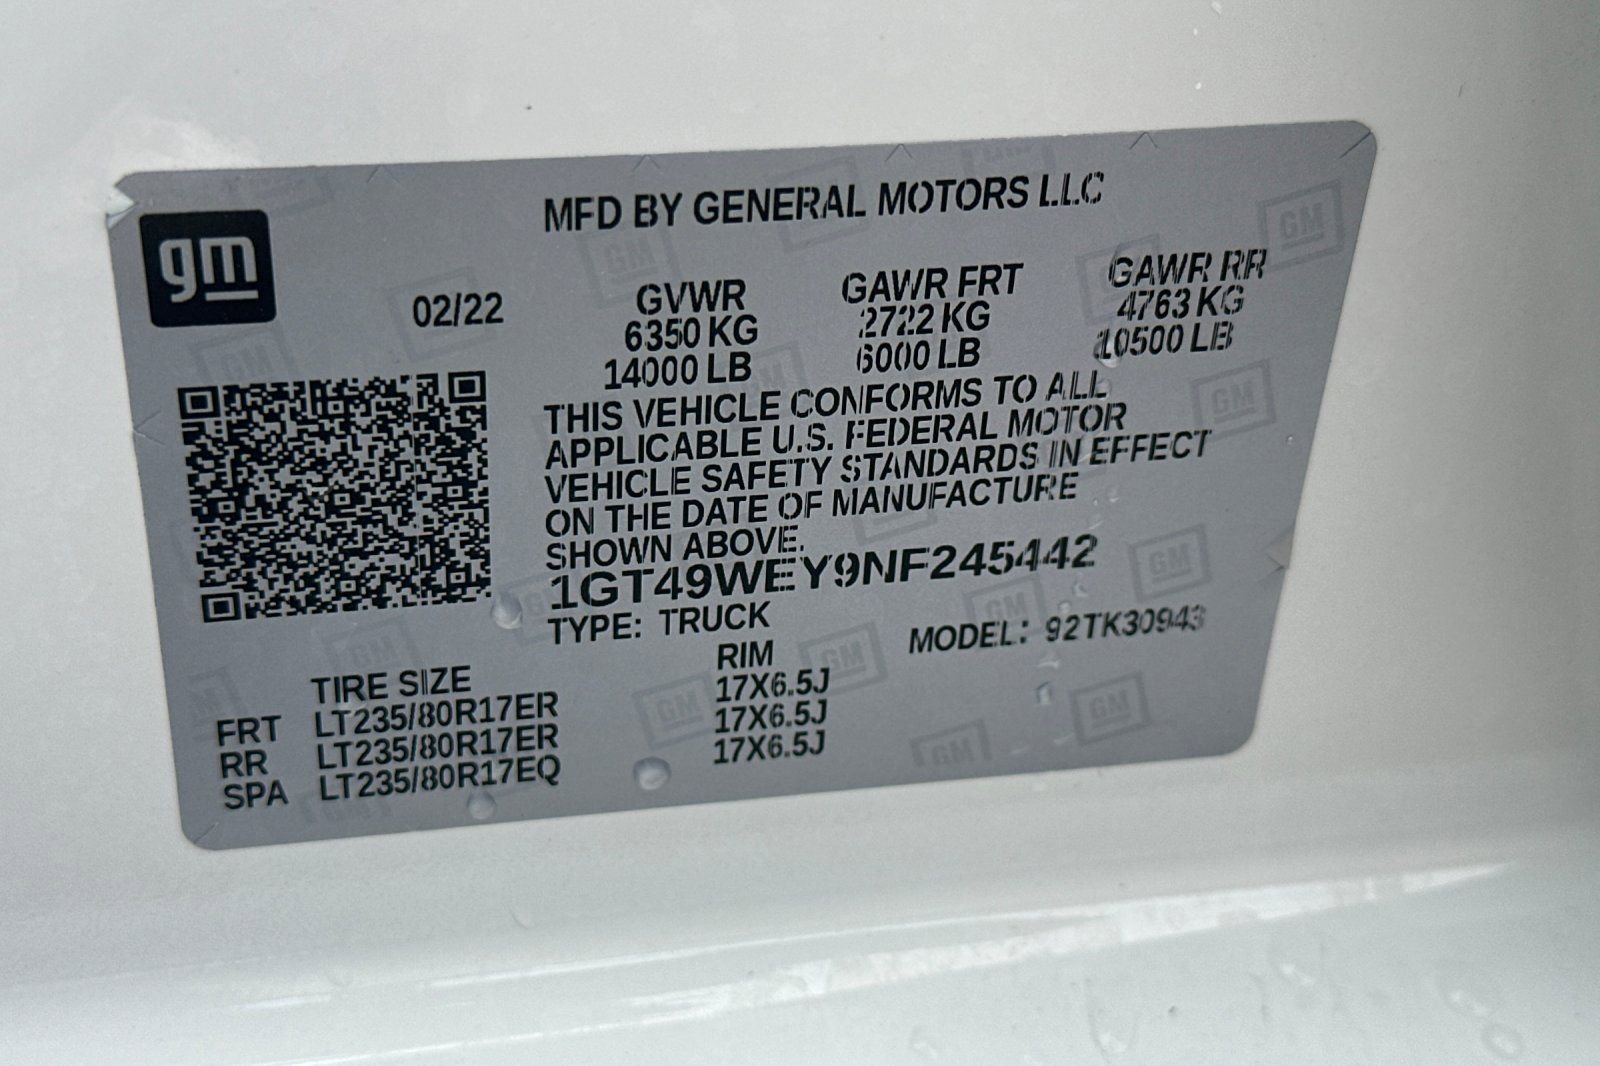 gm
MFD BY GENERAL MOTORS LLC
02/22 GVWR GAWR FRT GAWR RR
6350 KG 2722 KG 4763 KG
14000 LB 6000 LB 10500 LB
THIS VEHICLE CONFORMS TO ALL
APPLICABLE U.S. FEDERAL MOTOR
VEHICLE SAFETY STANDARDS IN EFFECT
ON THE DATE OF MANUFACTURE
SHOWN ABOVE.
1GT49WEY9NF245442
TYPE: TRUCK MODEL: 92TK30943
TIRE SIZE RIM
FRT LT235/80R17ER 17X6.5J
RR LT235/80R17ER 17X6.5J
SPA LT235/80R17EQ 17X6.5J